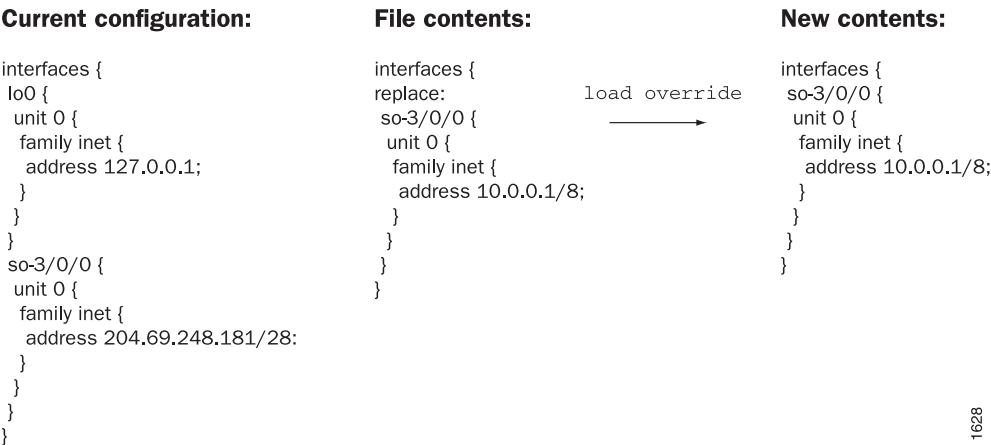 Current configuration:
interfaces {
lo0 {
unit 0 {
family inet {
address 127.0.0.1;
}
}
}
so-3/0/0 {
unit 0 {
family inet {
address 204.69.248.181/28:
}
}
}
}
File contents:
interfaces {
replace:
so-3/0/0 {
unit 0 {
family inet {
address 10.0.0.1/8;
}
}
}
}
load override
New contents:
interfaces {
so-3/0/0 {
unit 0 {
family inet {
address 10.0.0.1/8;
}
}
}
}
1628